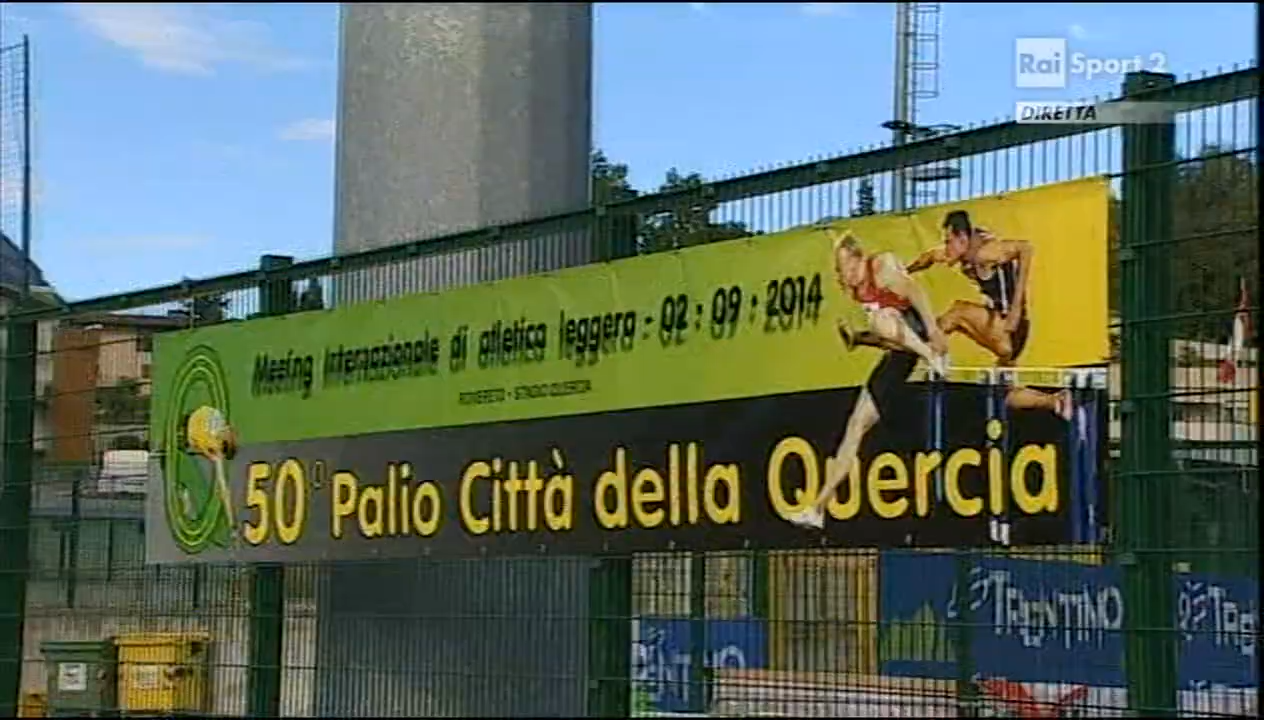 Rai Sport 2
DIRETTA
Meeting Internazionale di atletica leggera - 02 : 09 : 2014
ROVERETO - STADIO QUERCIA
50° Palio Città della Quercia
TRENTINO
TRENTINO